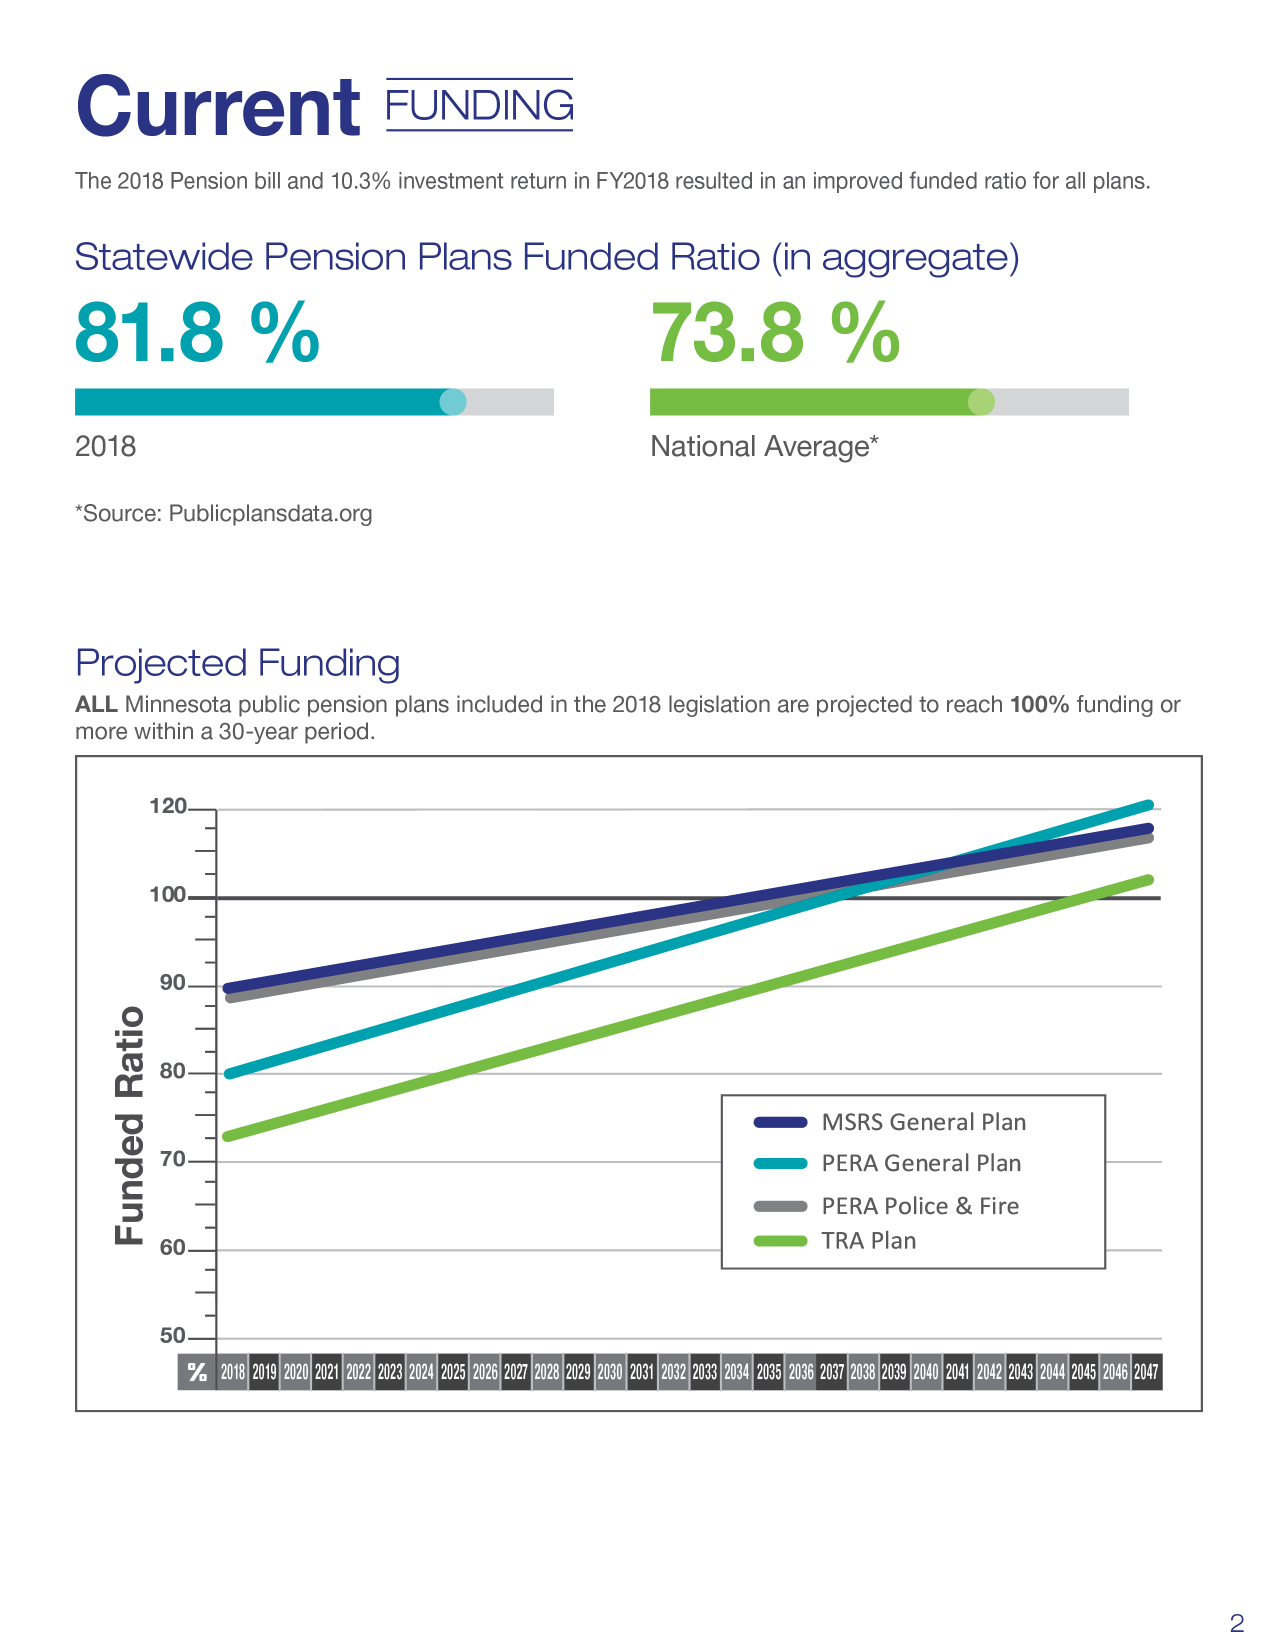 Current FUNDING
The 2018 Pension bill and 10.3% investment return in FY2018 resulted in an improved funded ratio for all plans.
Statewide Pension Plans Funded Ratio (in aggregate)
81.8 %
73.8 %
2018
National Average*
*Source: Publicplansdata.org
Projected Funding
ALL Minnesota public pension plans included in the 2018 legislation are projected to reach 100% funding or
more within a 30-year period.
120
100
90
80
70
60
50
Funded Ratio
MSRS General Plan
PERA General Plan
PERA Police & Fire
TRA Plan
% 2018 2019 2020 2021 2022 2023 2024 2025 2026 2027 2028 2029 2030 2031 2032 2033 2034 2035 2036 2037 2038 2039 2040 2041 2042 2043 2044 2045 2046 2047
2